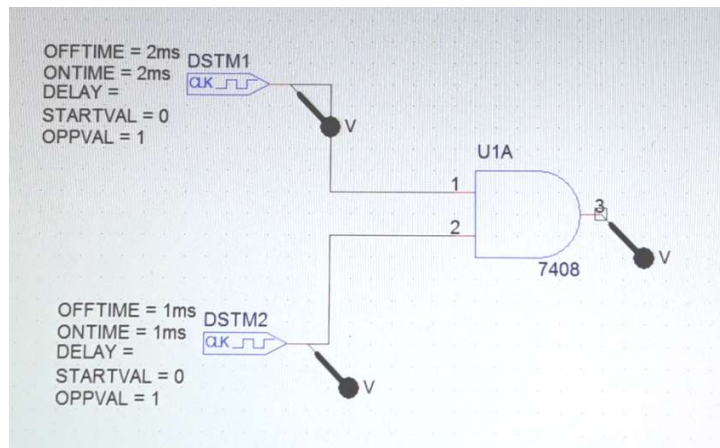 OFFTIME = 2ms DSTM1
ONTIME = 2ms CLK
DELAY =
STARTVAL = 0
OPPVAL = 1
V
U1A
1
2
3
V
7408
OFFTIME = 1ms DSTM2
ONTIME = 1ms CLK
DELAY =
STARTVAL = 0
OPPVAL = 1
V